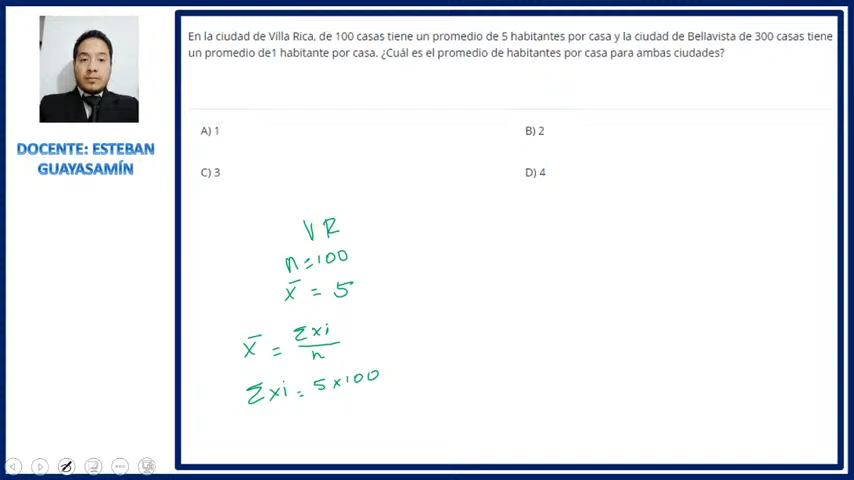 En la ciudad de Villa Rica, de 100 casas tiene un promedio de 5 habitantes por casa y la ciudad de Bellavista de 300 casas tiene
un promedio de1 habitante por casa. ¿Cuál es el promedio de habitantes por casa para ambas ciudades?
A) 1
B) 2
C) 3
D) 4
DOCENTE: ESTEBAN
GUAYASAMÍN
V R
n = 100
x̄ = 5
x̄ = Σxi / n
Σxi = 5 x 100